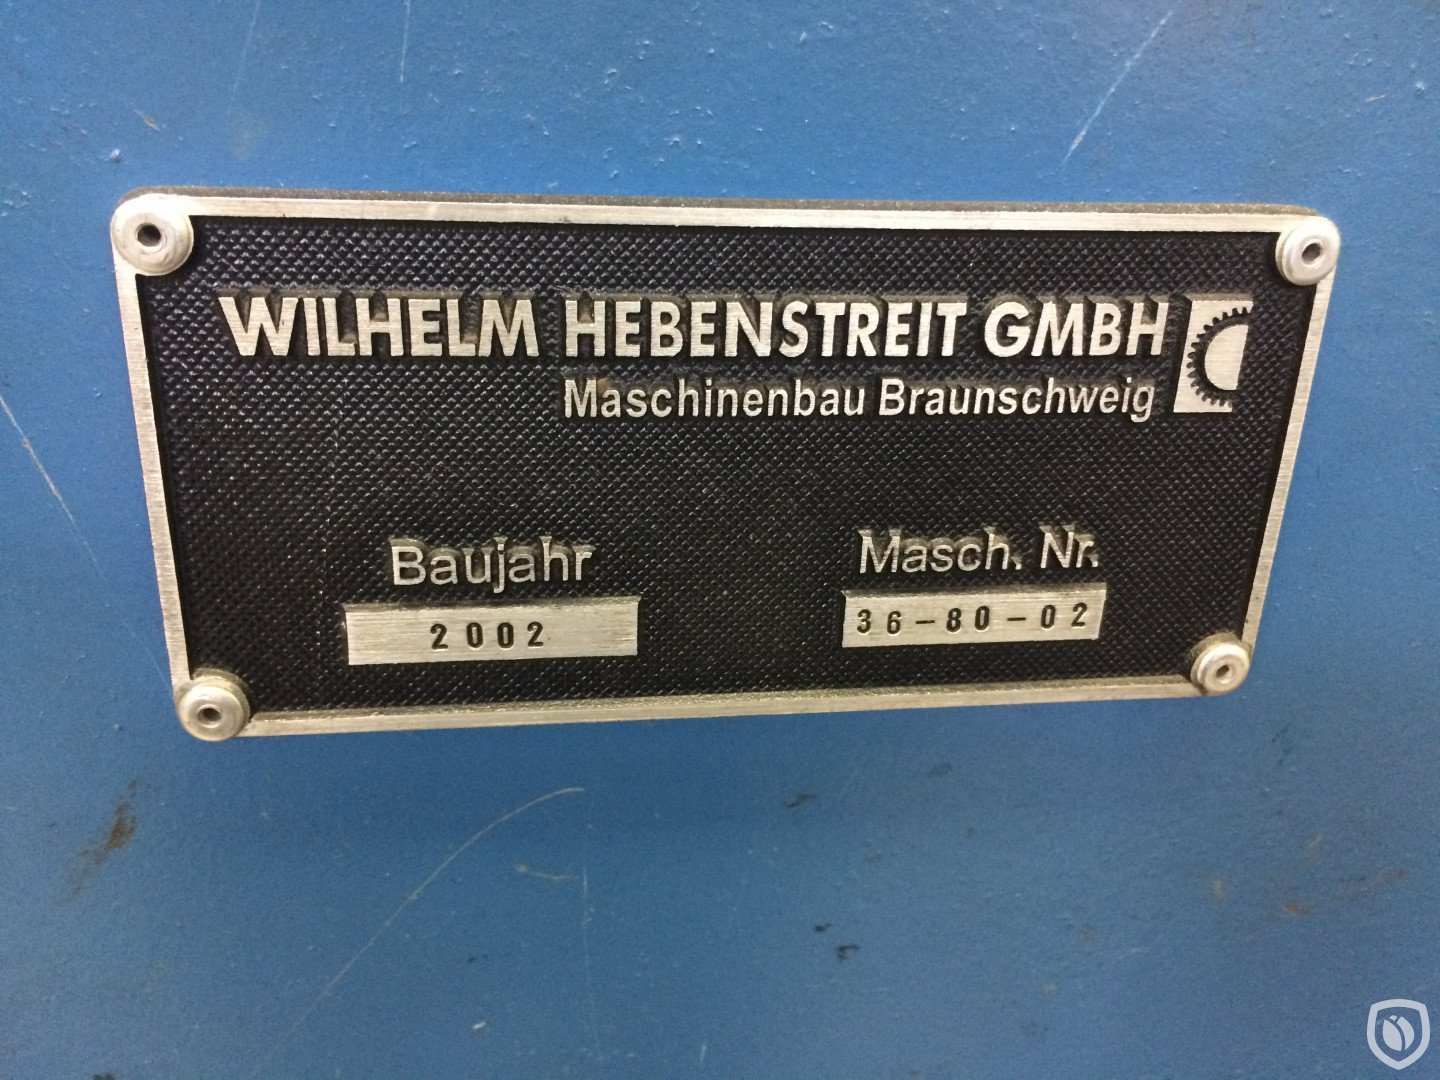 WILHELM HEBENSTREIT GMBH
Maschinenbau Braunschweig
Baujahr
2002
Masch. Nr.
36-80-02